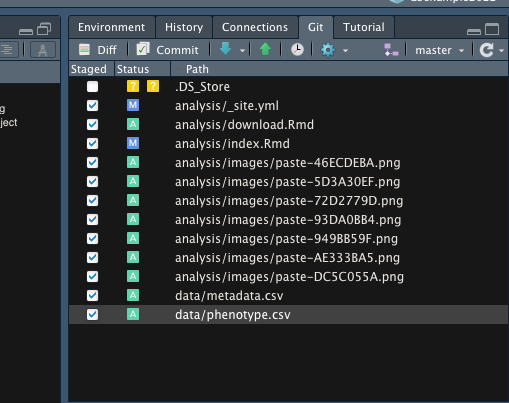 Environment History Connections Git Tutorial
Diff Commit master
Staged Status Path
? ? .DS_Store
M analysis/_site.yml
A analysis/download.Rmd
M analysis/index.Rmd
A analysis/images/paste-46ECDEBA.png
A analysis/images/paste-5D3A30EF.png
A analysis/images/paste-72D2779D.png
A analysis/images/paste-93DA0BB4.png
A analysis/images/paste-949BB59F.png
A analysis/images/paste-AE333BA5.png
A analysis/images/paste-DC5C055A.png
A data/metadata.csv
A data/phenotype.csv